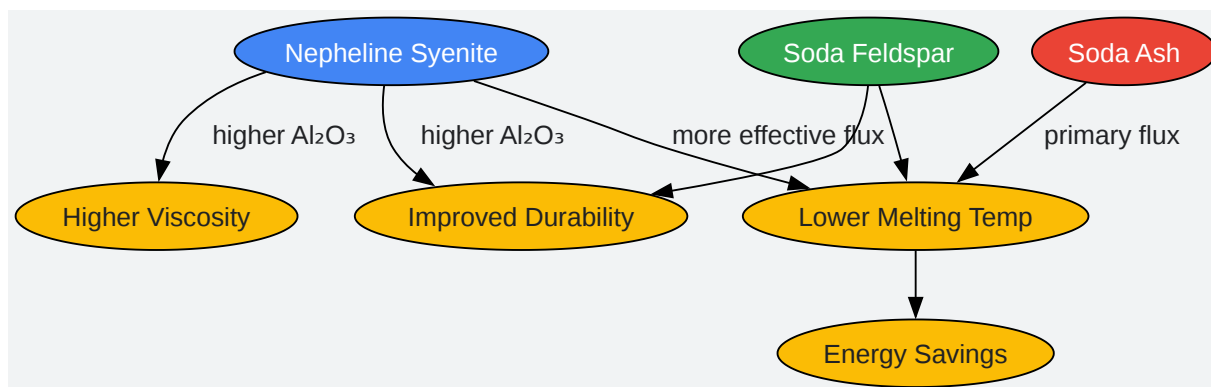 Nepheline Syenite
Soda Feldspar
Soda Ash
higher Al₂O₃
higher Al₂O₃
more effective flux
primary flux
Higher Viscosity
Improved Durability
Lower Melting Temp
Energy Savings